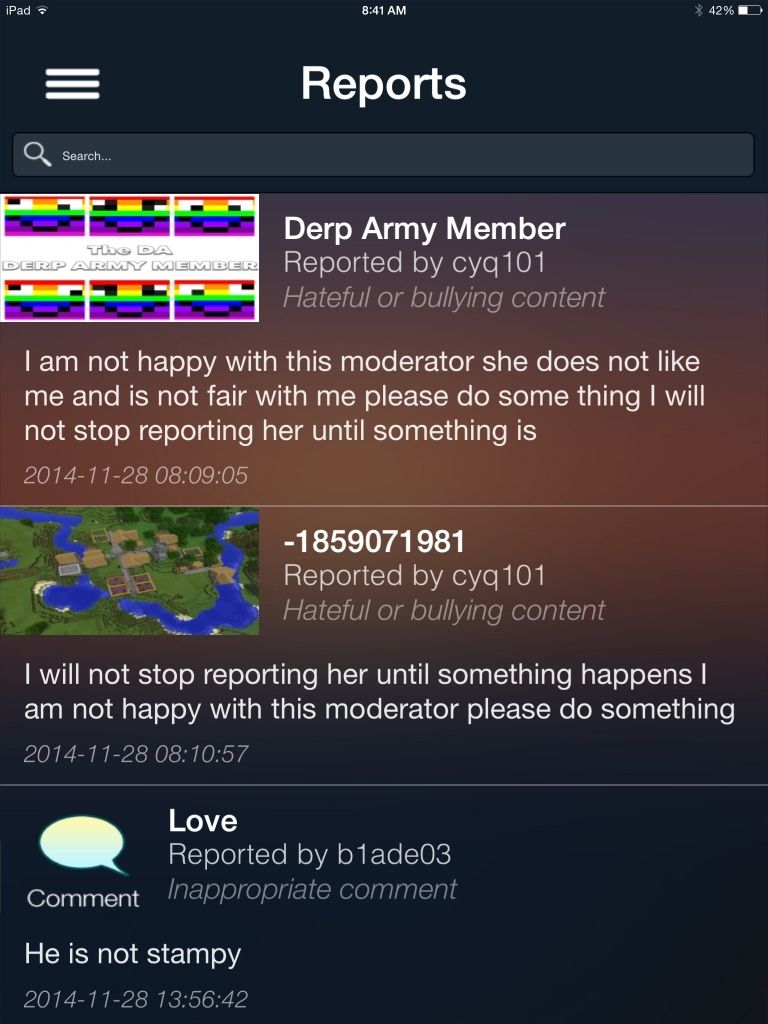 iPad 8:41 AM 42%
Reports
Search...
The DA
DERP ARMY MEMBER
Derp Army Member
Reported by cyq101
Hateful or bullying content
I am not happy with this moderator she does not like
me and is not fair with me please do some thing I will
not stop reporting her until something is
2014-11-28 08:09:05
-1859071981
Reported by cyq101
Hateful or bullying content
I will not stop reporting her until something happens I
am not happy with this moderator please do something
2014-11-28 08:10:57
Comment
Love
Reported by b1ade03
Inappropriate comment
He is not stampy
2014-11-28 13:56:42